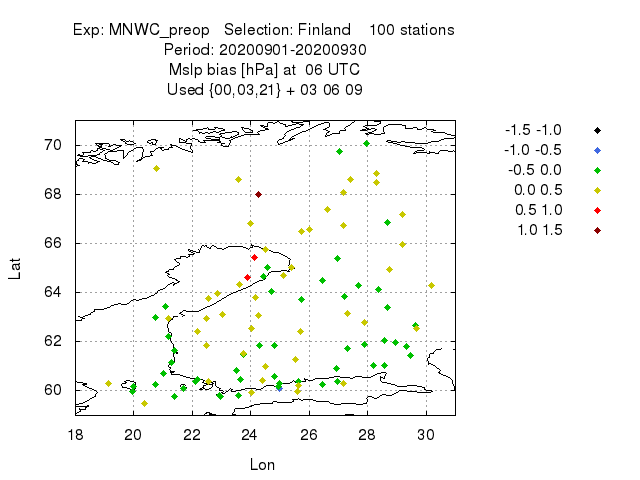 Exp: MNWC_preop   Selection: Finland    100 stations
Period: 20200901-20200930
Mslp bias [hPa] at  06 UTC
Used {00,03,21} + 03 06 09
-1.5 -1.0
-1.0 -0.5
-0.5 0.0
0.0 0.5
0.5 1.0
1.0 1.5
70
68
66
64
62
60
Lat
18 20 22 24 26 28 30
Lon